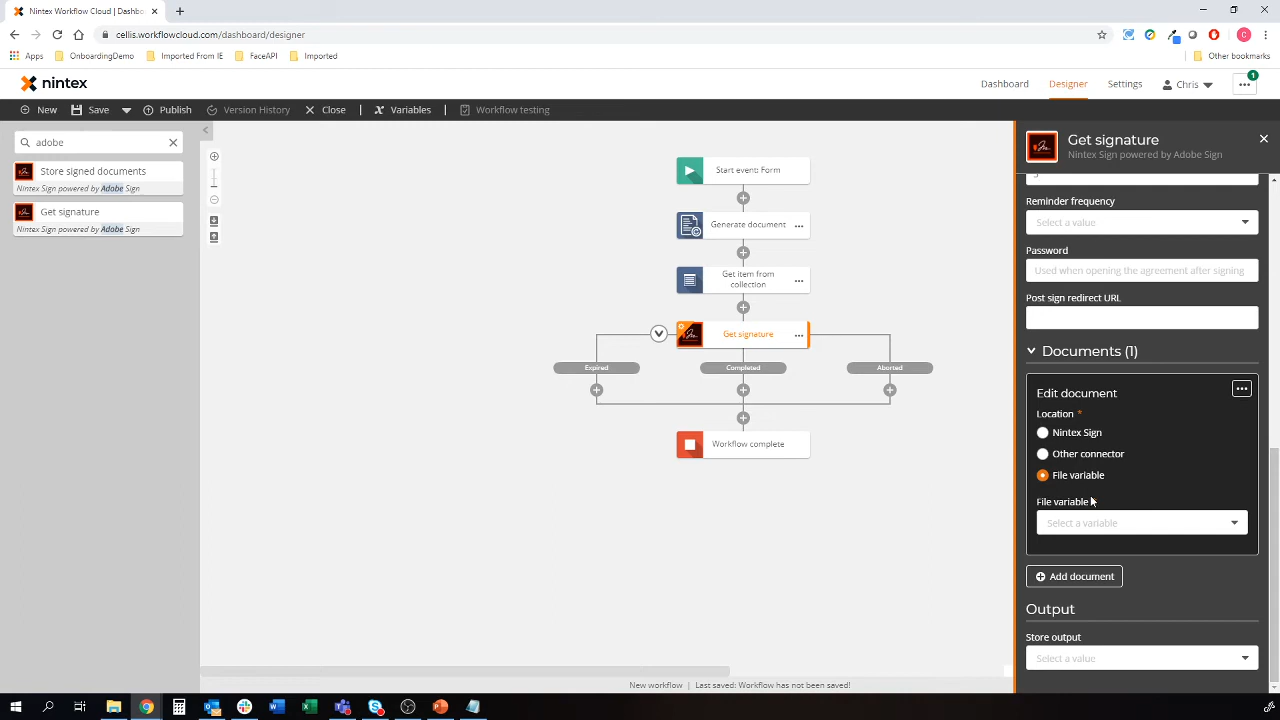 Nintex Workflow Cloud | Dashbo
cellis.workflowcloud.com/dashboard/designer
C
Apps
OnboardingDemo
Imported From IE
FaceAPI
Imported
Other bookmarks
nintex
Dashboard
Designer
Settings
Chris
1
New
Save
Publish
Version History
Close
Variables
Workflow testing
adobe
Store signed documents
Nintex Sign powered by Adobe Sign
Get signature
Nintex Sign powered by Adobe Sign
Start event: Form
Generate document
Get item from
collection
Get signature
Expired
Completed
Aborted
Workflow complete
New workflow | Last saved: Workflow has not been saved!
Get signature
Nintex Sign powered by Adobe Sign
Reminder frequency
Select a value
Password
Used when opening the agreement after signing
Post sign redirect URL
Documents (1)
Edit document
Location *
Nintex Sign
Other connector
File variable
File variable
Select a variable
Add document
Output
Store output
Select a value